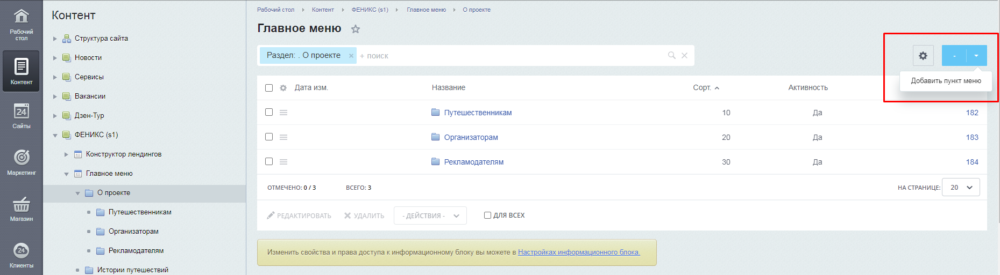 Рабочий
стол
Контент
24
Сайты
Маркетинг
Магазин
24
Клиенты
Контент
Структура сайта
Новости
Сервисы
Вакансии
Дзен-Тур
ФЕНИКС (s1)
Конструктор лендингов
Главное меню
О проекте
Путешественникам
Организаторам
Рекламодателям
Истории путешествий
Рабочий стол Контент ФЕНИКС (s1) Главное меню О проекте
Главное меню
Раздел: . О проекте × + поиск
-
Добавить пункт меню
Дата изм. Название Сорт. Активность
Путешественникам 10 Да 182
Организаторам 20 Да 183
Рекламодателям 30 Да 184
ОТМЕЧЕНО: 0 / 3 ВСЕГО: 3 НА СТРАНИЦЕ: 20
РЕДАКТИРОВАТЬ УДАЛИТЬ - ДЕЙСТВИЯ - ДЛЯ ВСЕХ
Изменить свойства и права доступа к информационному блоку вы можете в Настройках информационного блока.